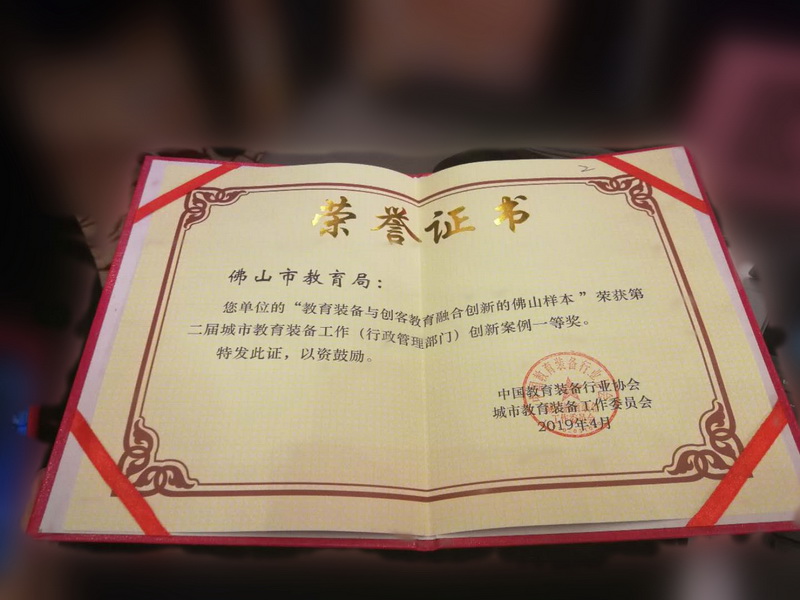 2
荣誉证书
佛山市教育局：
您单位的“教育装备与创客教育融合创新的佛山样本”荣获第
二届城市教育装备工作（行政管理部门）创新案例一等奖。
特发此证，以资鼓励。
中国教育装备行业协会
城市教育装备工作委员会
2019年4月